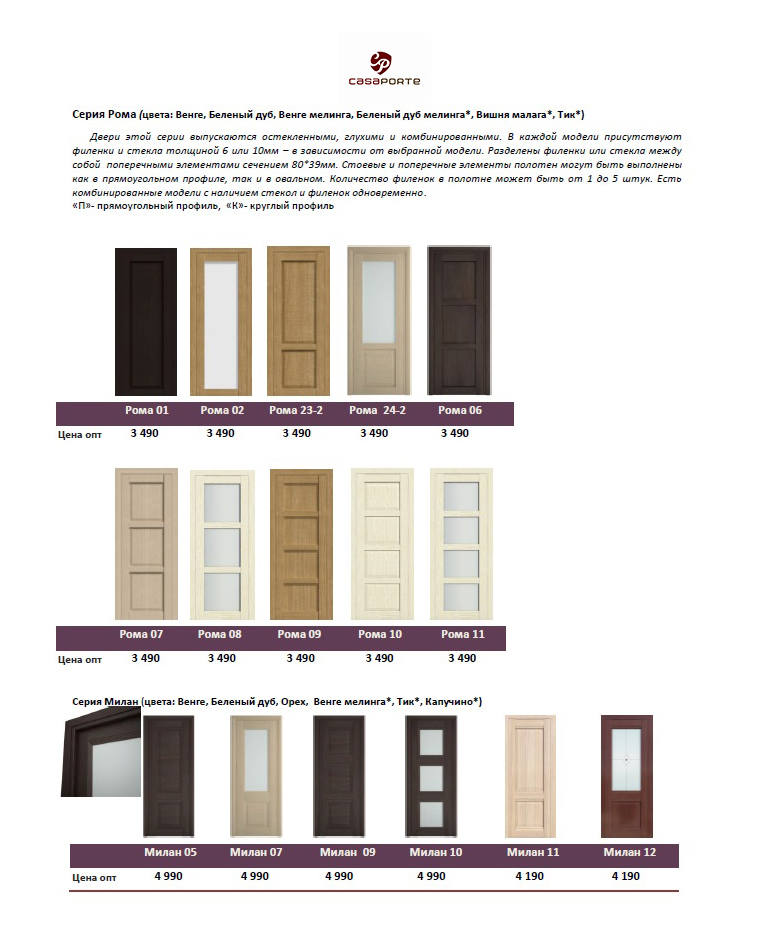 CASAPORTE
Серия Рома (цвета: Венге, Беленый дуб, Венге мелинга, Беленый дуб мелинга*, Вишня малага*, Тик*)
Двери этой серии выпускаются остекленными, глухими и комбинированными. В каждой модели присутствуют
филенки и стекла толщиной 6 или 10мм – в зависимости от выбранной модели. Разделены филенки или стекла между
собой поперечными элементами сечением 80*39мм. Стоевые и поперечные элементы полотен могут быть выполнены
как в прямоугольном профиле, так и в овальном. Количество филенок в полотне может быть от 1 до 5 штук. Есть
комбинированные модели с наличием стекол и филенок одновременно.
«П»- прямоугольный профиль, «К»- круглый профиль
Рома 01 Рома 02 Рома 23-2 Рома 24-2 Рома 06
Цена опт 3 490 3 490 3 490 3 490 3 490
Рома 07 Рома 08 Рома 09 Рома 10 Рома 11
Цена опт 3 490 3 490 3 490 3 490 3 490
Серия Милан (цвета: Венге, Беленый дуб, Орех, Венге мелинга*, Тик*, Капучино*)
Милан 05 Милан 07 Милан 09 Милан 10 Милан 11 Милан 12
Цена опт 4 990 4 990 4 990 4 990 4 190 4 190